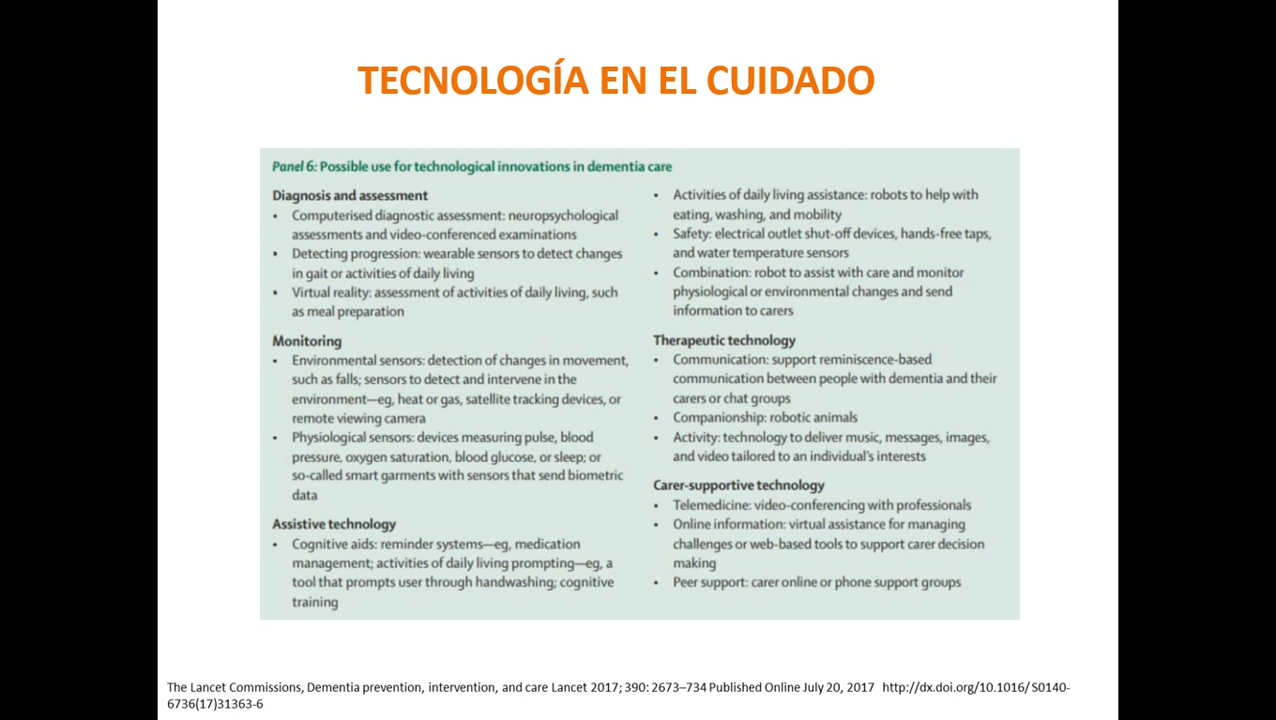 TECNOLOGÍA EN EL CUIDADO
Panel 6: Possible use for technological innovations in dementia care
Diagnosis and assessment
• Computerised diagnostic assessment: neuropsychological
assessments and video-conferenced examinations
• Detecting progression: wearable sensors to detect changes
in gait or activities of daily living
• Virtual reality: assessment of activities of daily living, such
as meal preparation
Monitoring
• Environmental sensors: detection of changes in movement,
such as falls; sensors to detect and intervene in the
environment—eg, heat or gas, satellite tracking devices, or
remote viewing camera
• Physiological sensors: devices measuring pulse, blood
pressure, oxygen saturation, blood glucose, or sleep; or
so-called smart garments with sensors that send biometric
data
Assistive technology
• Cognitive aids: reminder systems—eg, medication
management; activities of daily living prompting—eg, a
tool that prompts user through handwashing; cognitive
training
• Activities of daily living assistance: robots to help with
eating, washing, and mobility
• Safety: electrical outlet shut-off devices, hands-free taps,
and water temperature sensors
• Combination: robot to assist with care and monitor
physiological or environmental changes and send
information to carers
Therapeutic technology
• Communication: support reminiscence-based
communication between people with dementia and their
carers or chat groups
• Companionship: robotic animals
• Activity: technology to deliver music, messages, images,
and video tailored to an individual's interests
Carer-supportive technology
• Telemedicine: video-conferencing with professionals
• Online information: virtual assistance for managing
challenges or web-based tools to support carer decision
making
• Peer support: carer online or phone support groups
The Lancet Commissions, Dementia prevention, intervention, and care Lancet 2017; 390: 2673–734 Published Online July 20, 2017 http://dx.doi.org/10.1016/S0140-
6736(17)31363-6